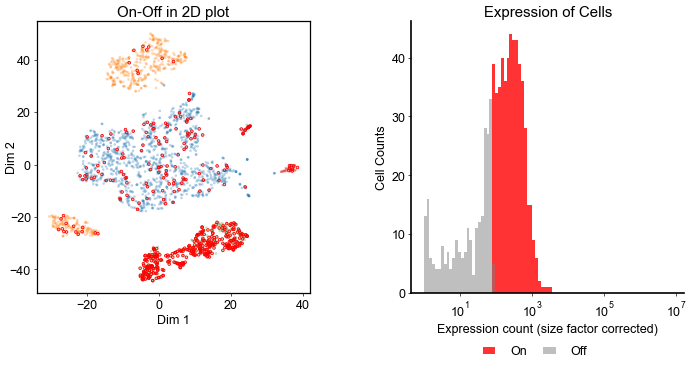 On-Off in 2D plot
Dim 2
40
20
0
−20
−40
−20
0
20
40
Dim 1
Expression of Cells
Cell Counts
40
30
20
10
0
10^1
10^3
10^5
10^7
Expression count (size factor corrected)
On
Off